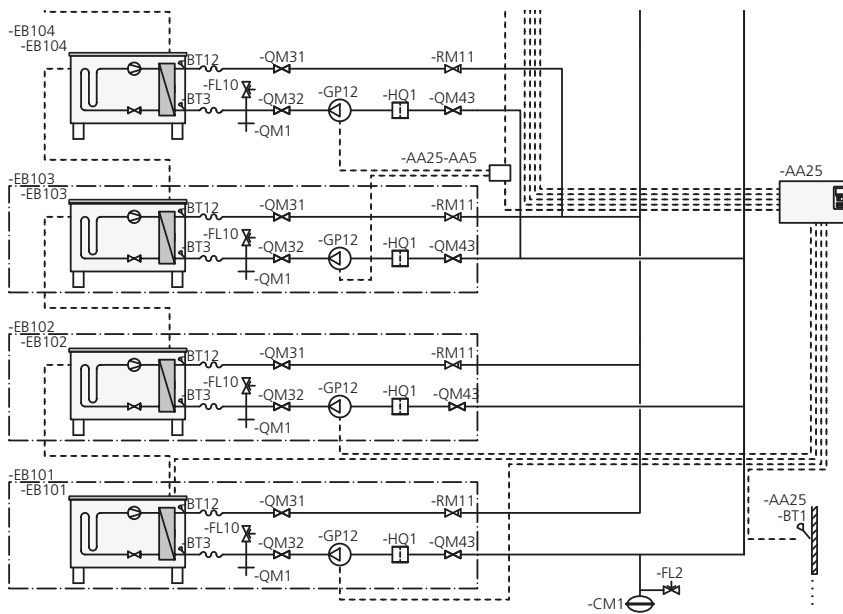 -EB104
-EB104
-BT12
-QM31
-RM11
-FL10
-BT3
-QM32
-GP12
-HQ1
-QM43
-QM1
-AA25-AA5
-AA25
-EB103
-EB103
-BT12
-QM31
-RM11
-FL10
-BT3
-QM32
-GP12
-HQ1
-QM43
-QM1
-EB102
-EB102
-BT12
-QM31
-RM11
-FL10
-BT3
-QM32
-GP12
-HQ1
-QM43
-QM1
-EB101
-EB101
-BT12
-QM31
-RM11
-FL10
-BT3
-QM32
-GP12
-HQ1
-QM43
-QM1
-AA25
-BT1
-FL2
-CM1